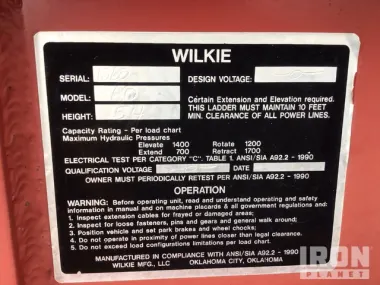 WILKIE
SERIAL: DESIGN VOLTAGE:
MODEL: Certain Extension and Elevation required.
THIS LADDER MUST MAINTAIN 10 FEET
HEIGHT: MIN. CLEARANCE OF ALL POWER LINES.
Capacity Rating - Per load chart
Maximum Hydraulic Pressures
Elevate 1400 Rotate 1200
Extend 700 Retract 1700
ELECTRICAL TEST PER CATEGORY "C". TABLE 1. ANSI/SIA A92.2 - 1990
QUALIFICATION VOLTAGE DATE
OWNER MUST PERIODICALLY RETEST PER ANSI/SIA A92.2 - 1990
OPERATION
WARNING: Before operating unit, read and understand operating and safety
information in manual and on machine placards & all government regulations:
1. Inspect extension cables for frayed or damaged areas;
2. Inspect for loose fasteners, pins and gears and general walk around;
3. Position vehicle and set park brakes and wheel chocks;
4. Do not operate in proximity of power lines closer than legal clearance.
5. Do not exceed load configurations limitations per load chart.
MANUFACTURED IN COMPLIANCE WITH ANSI/SIA A92.2 - 1990
WILKIE MFG., LLC OKLAHOMA CITY, OKLAHOMA
IRON
PLANET